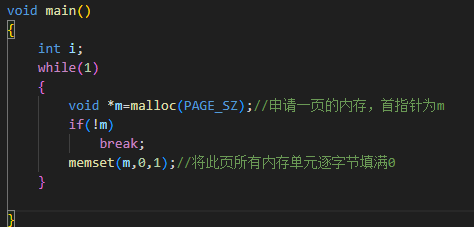 void main()
{
    int i;
    while(1)
    {
        void *m=malloc(PAGE_SZ);//申请一页的内存，首指针为m
        if(!m)
            break;
        memset(m,0,1);//将此页所有内存单元逐字节填满0
    }
}